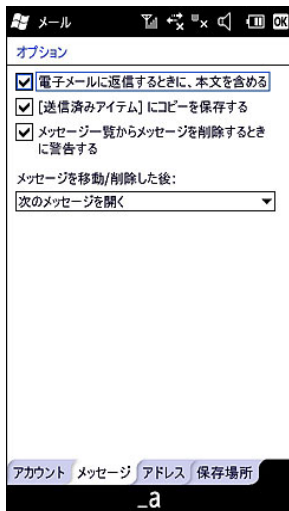 メール
OK
オプション
電子メールに返信するときに、本文を含める
[送信済みアイテム] にコピーを保存する
メッセージ一覧からメッセージを削除するとき
に警告する
メッセージを移動/削除した後:
次のメッセージを開く
アカウント メッセージ アドレス 保存場所
_a